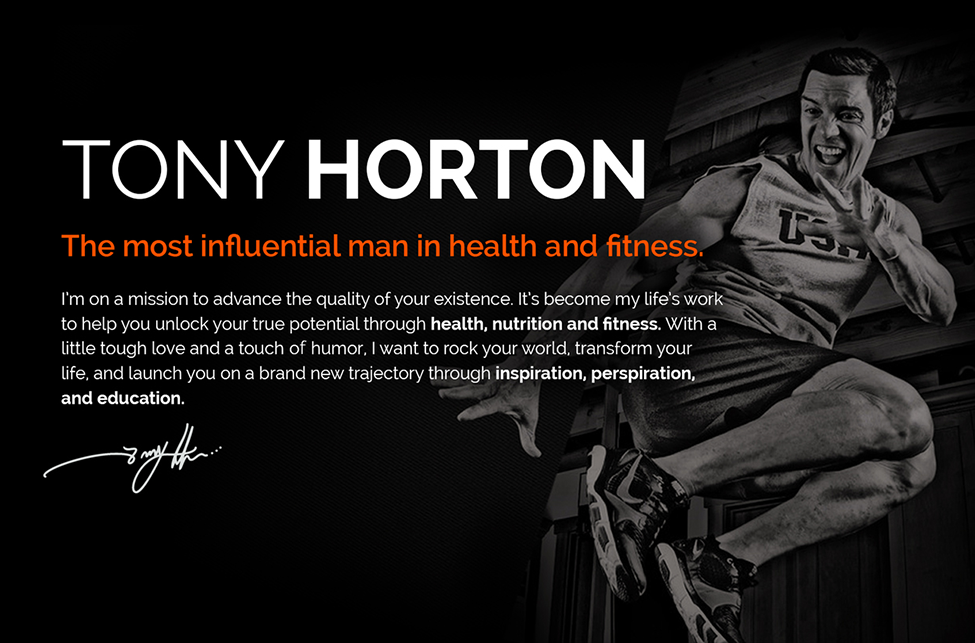 TONY HORTON
The most influential man in health and fitness.
I'm on a mission to advance the quality of your existence. It's become my life's work
to help you unlock your true potential through health, nutrition and fitness. With a
little tough love and a touch of humor, I want to rock your world, transform your
life, and launch you on a brand new trajectory through inspiration, perspiration,
and education.